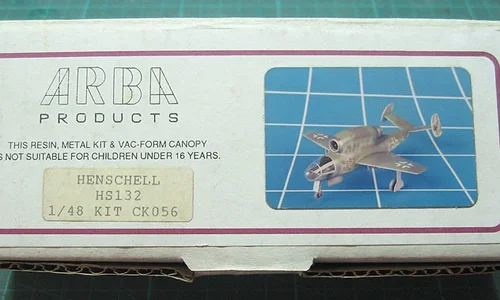 ARBA
PRODUCTS
THIS RESIN, METAL KIT & VAC-FORM CANOPY
IS NOT SUITABLE FOR CHILDREN UNDER 16 YEARS.
HENSCHELL
HS132
1/48 KIT CK056